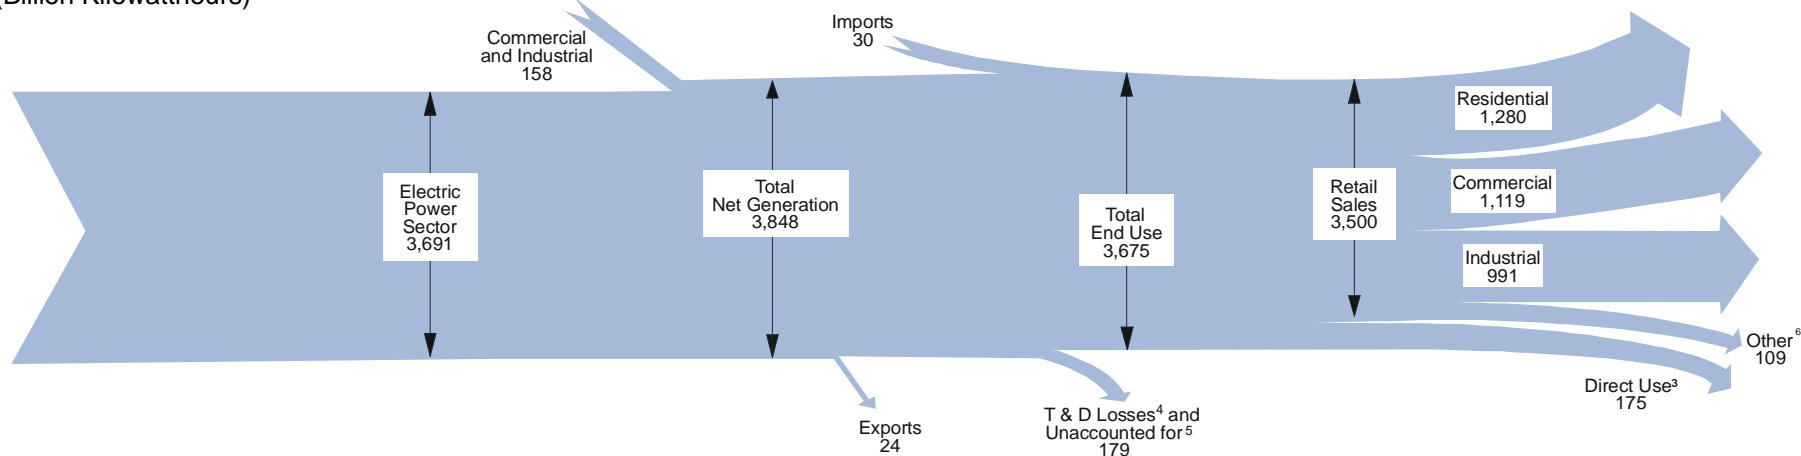 (Billion Kilowatthours)
Commercial
and Industrial
158
Imports
30
Electric
Power
Sector
3,691
Total
Net Generation
3,848
Total
End Use
3,675
Retail
Sales
3,500
Residential
1,280
Commercial
1,119
Industrial
991
Other⁶
109
Direct Use³
175
Exports
24
T & D Losses⁴ and
Unaccounted for⁵
179